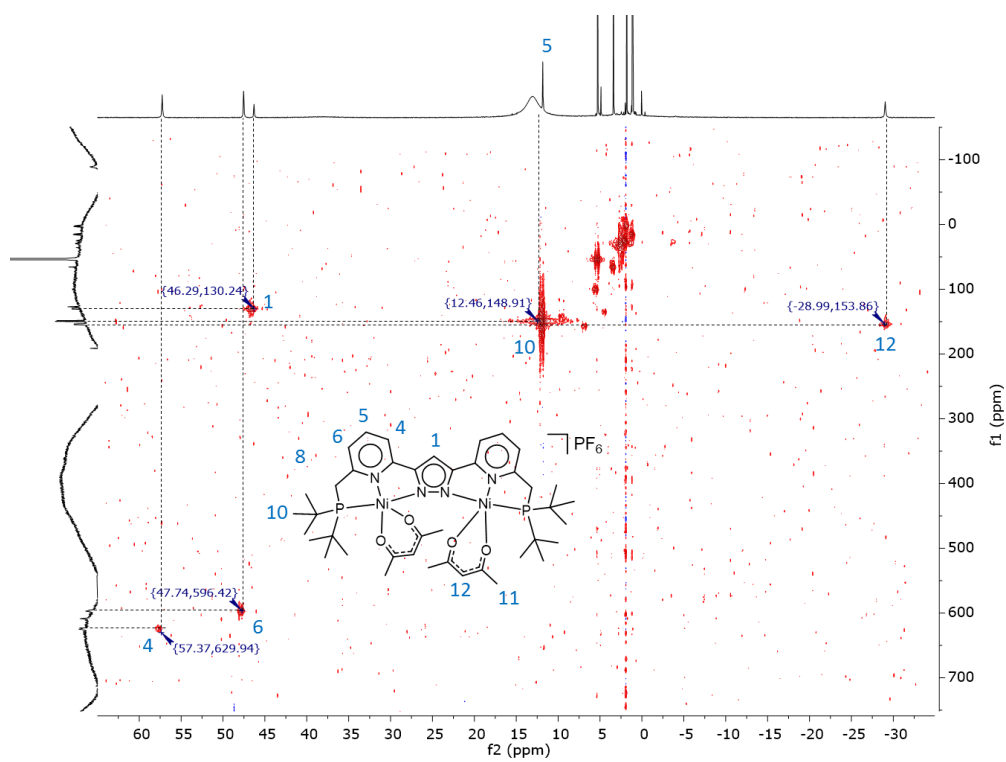 5
{46.29,130.24}
1
{12.46,148.91}
10
{-28.99,153.86}
12
5
6
4
1
PF6
8
N
N
N
N
10
P
Ni
Ni
P
O
O
O
O
12
11
{47.74,596.42}
6
4
{57.37,629.94}
-100
0
100
200
300
400
500
600
700
f1 (ppm)
60 55 50 45 40 35 30 25 20 15 10 5 0 -5 -10 -15 -20 -25 -30
f2 (ppm)